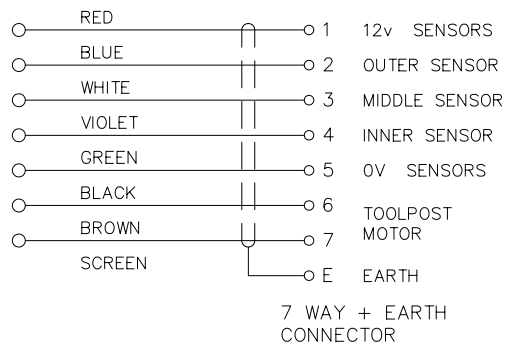 RED
1 12v SENSORS
BLUE
2 OUTER SENSOR
WHITE
3 MIDDLE SENSOR
VIOLET
4 INNER SENSOR
GREEN
5 0V SENSORS
BLACK
6
TOOLPOST
MOTOR
BROWN
7
SCREEN
E EARTH
7 WAY + EARTH
CONNECTOR